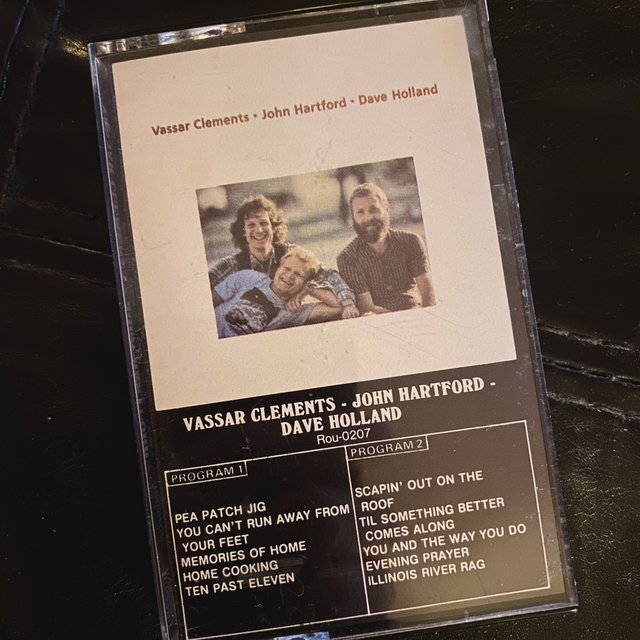 Vassar Clements • John Hartford • Dave Holland
VASSAR CLEMENTS - JOHN HARTFORD -
DAVE HOLLAND
Rou-0207
PROGRAM 1
PEA PATCH JIG
YOU CAN'T RUN AWAY FROM
YOUR FEET
MEMORIES OF HOME
HOME COOKING
TEN PAST ELEVEN
PROGRAM 2
SCAPIN' OUT ON THE
ROOF
TIL SOMETHING BETTER
COMES ALONG
YOU AND THE WAY YOU DO
EVENING PRAYER
ILLINOIS RIVER RAG